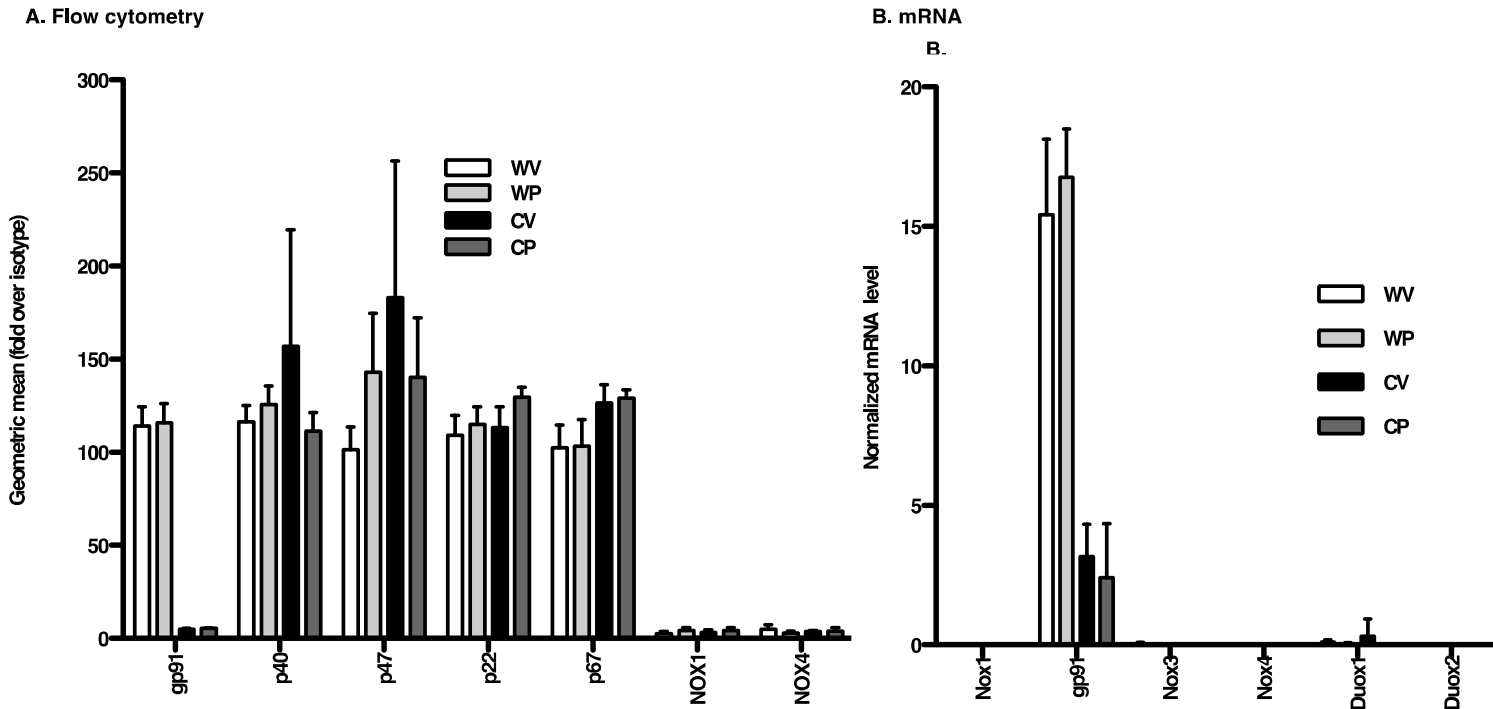 A. Flow cytometry
Geometric mean (fold over isotype)
300
250
200
150
100
50
0
WV
WP
CV
CP
gp91
p40
p47
p22
p67
NOX1
NOX4
B. mRNA
B.
Normalized mRNA level
20
15
10
5
0
WV
WP
CV
CP
Nox1
gp91
Nox3
Nox4
Duox1
Duox2